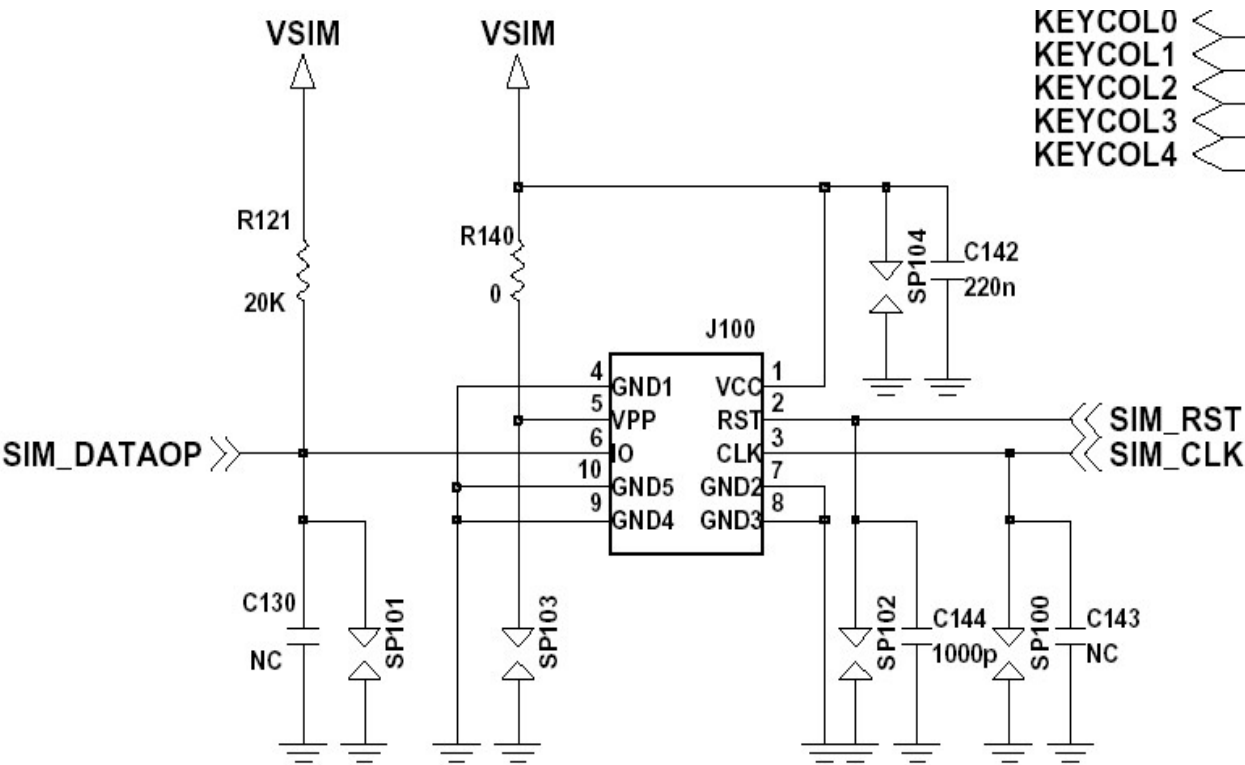 VSIM
VSIM
KEYCOL0
KEYCOL1
KEYCOL2
KEYCOL3
KEYCOL4
R121
20K
R140
0
SP104
C142
220n
J100
4
GND1
VCC
1
5
VPP
RST
2
SIM_RST
SIM_DATAOP
6
IO
CLK
3
SIM_CLK
10
GND5
GND2
7
9
GND4
GND3
8
C130
NC
SP101
SP103
SP102
C144
1000p
SP100
C143
NC